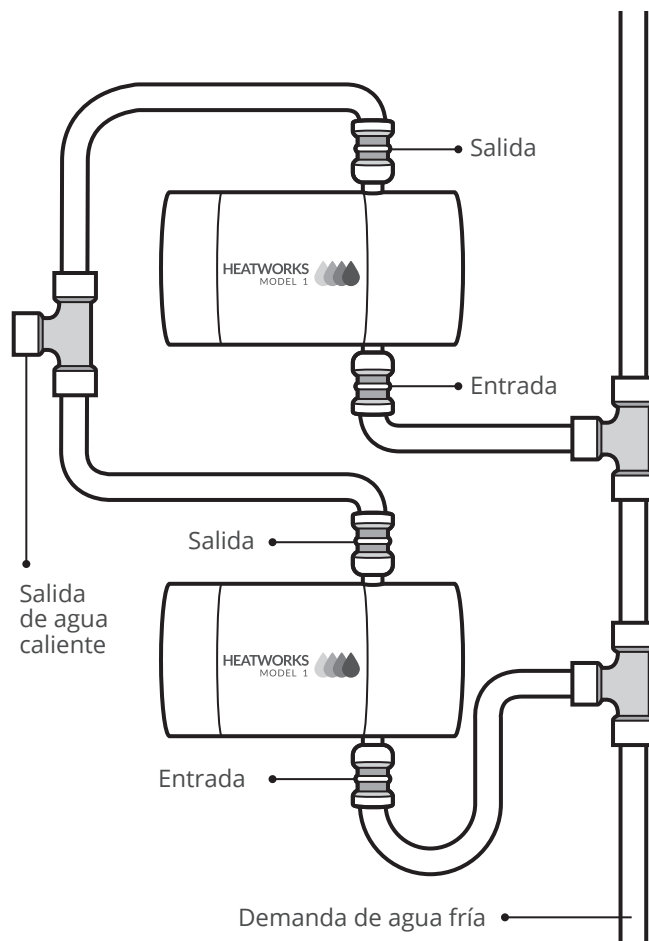 Salida
HEATWORKS
MODEL 1
Entrada
Salida
Salida
de agua
caliente
HEATWORKS
MODEL 1
Entrada
Demanda de agua fría